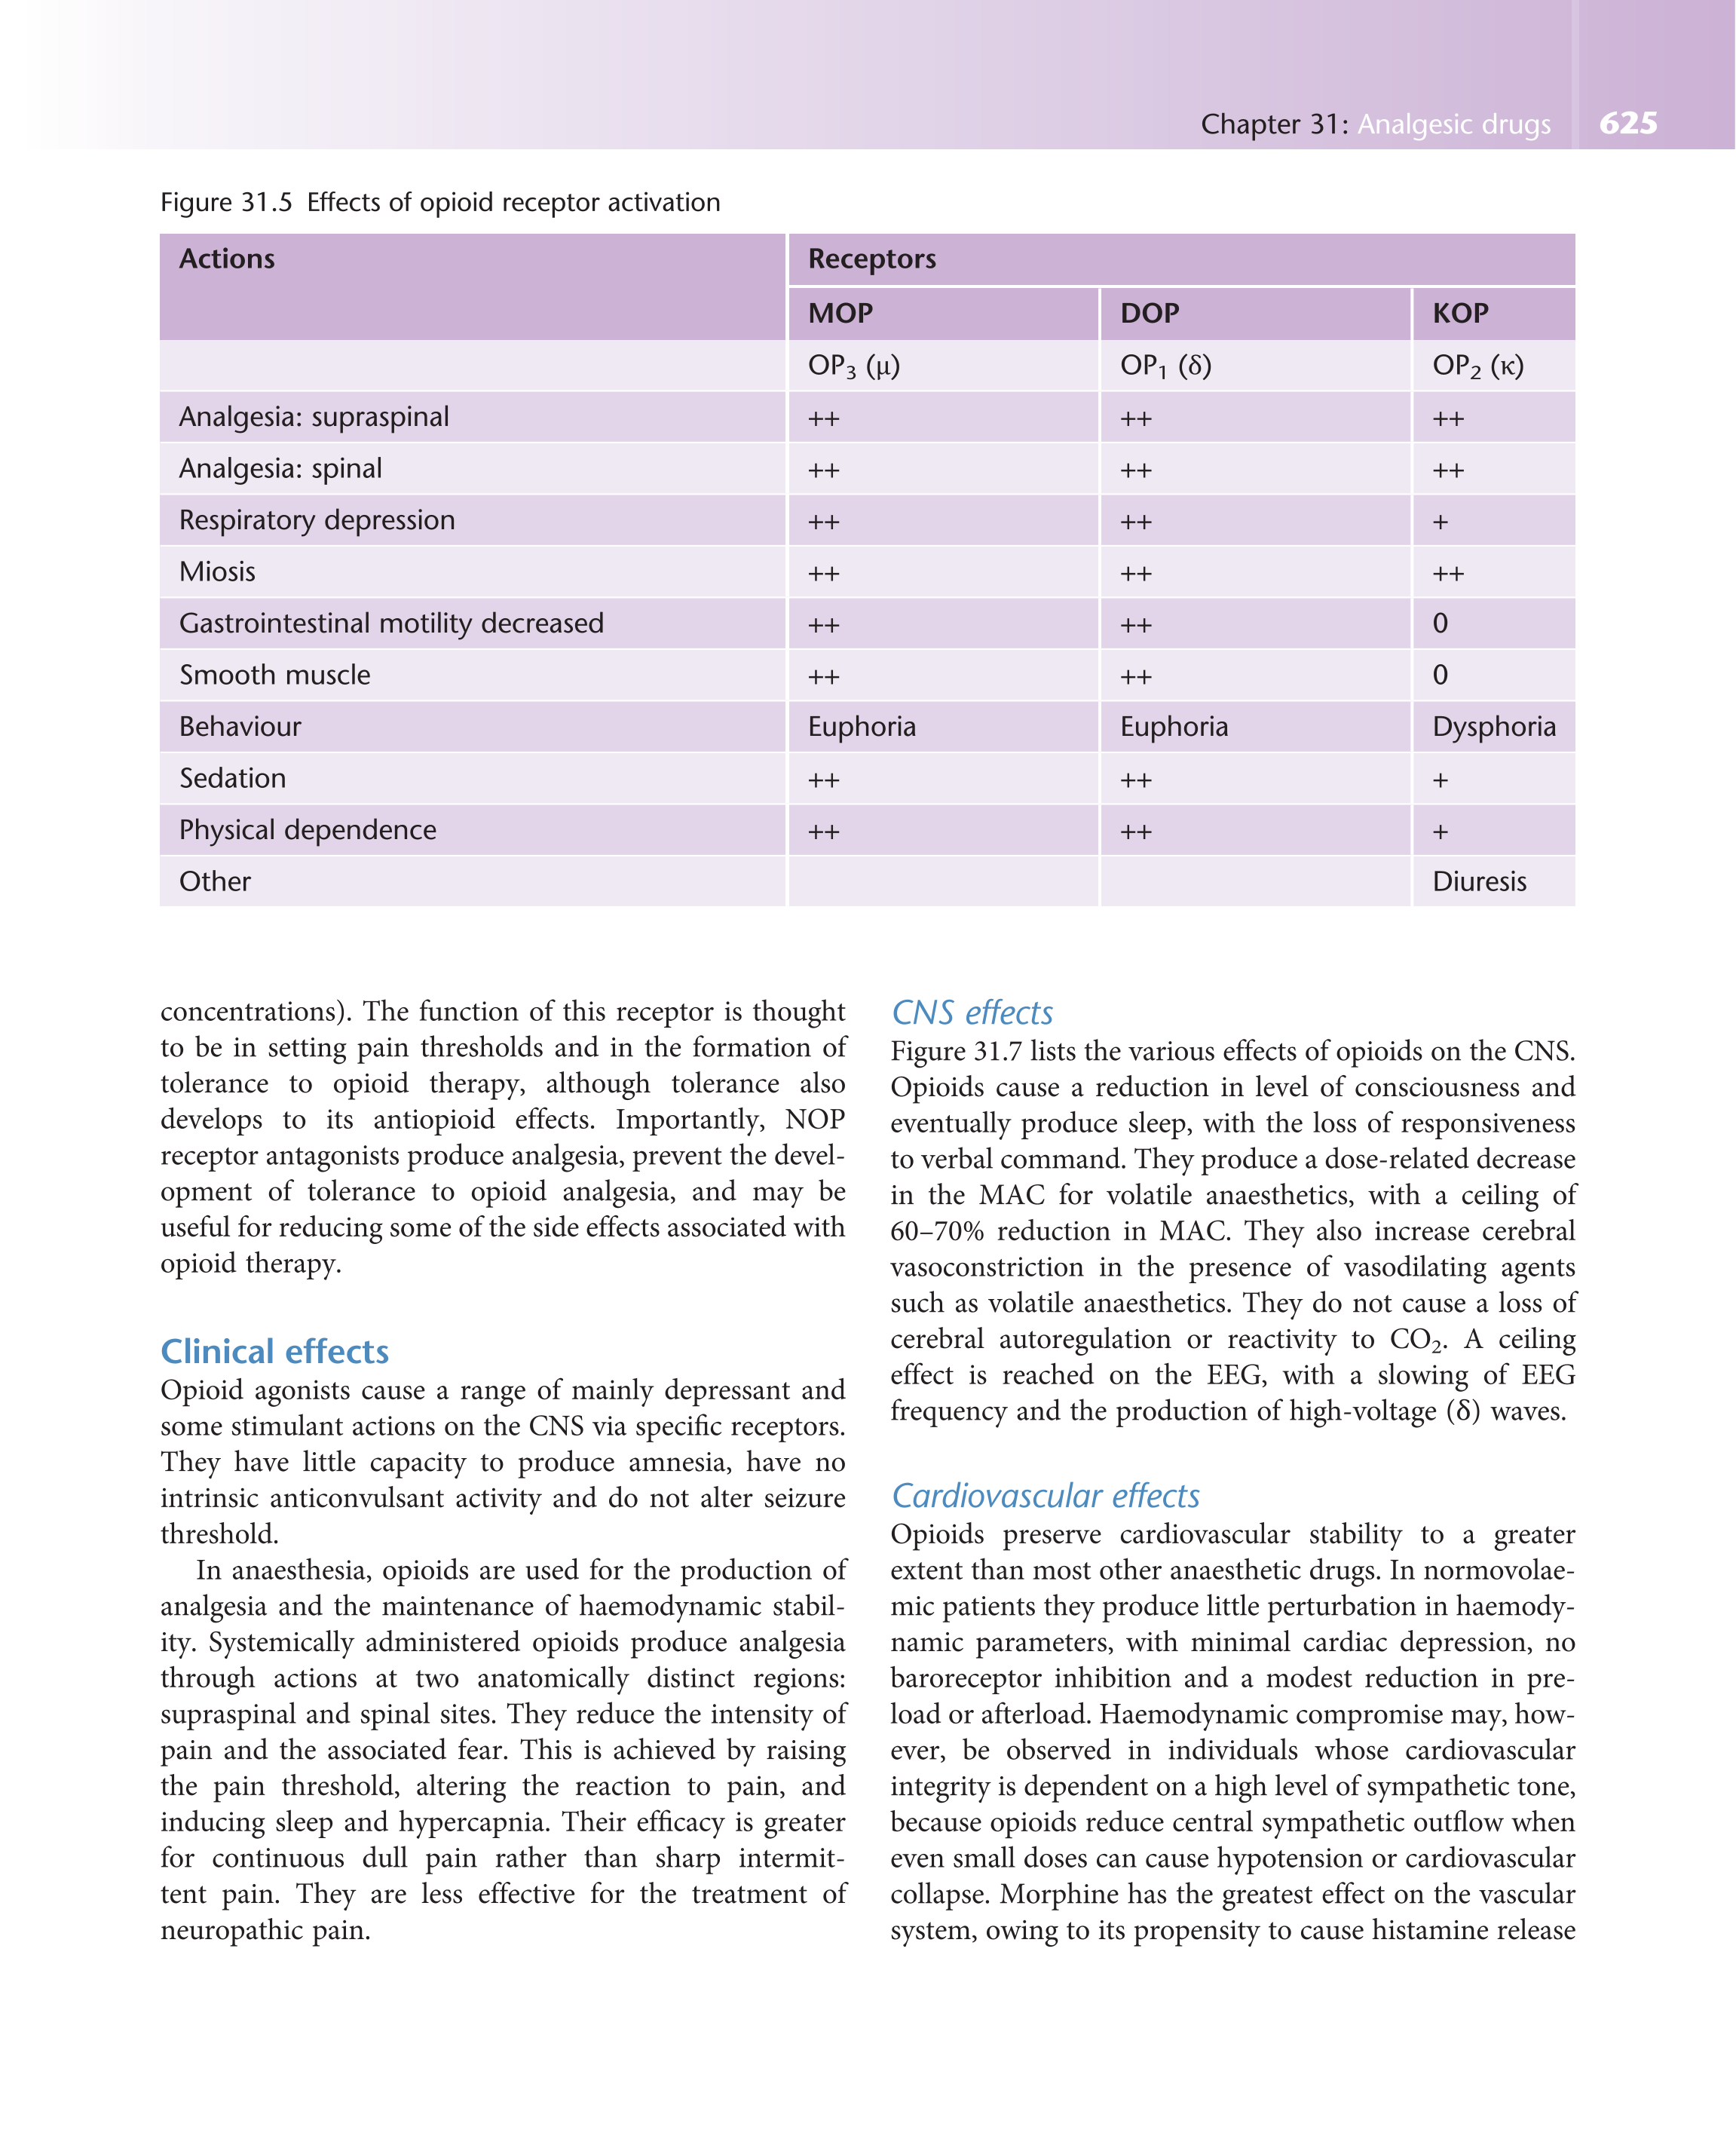 Chapter 31: Analgesic drugs 625
Figure 31.5 Effects of opioid receptor activation
Actions Receptors
MOP DOP KOP
OP₃ (μ) OP₁ (δ) OP₂ (κ)
Analgesia: supraspinal ++ ++ ++
Analgesia: spinal ++ ++ ++
Respiratory depression ++ ++ +
Miosis ++ ++ ++
Gastrointestinal motility decreased ++ ++ 0
Smooth muscle ++ ++ 0
Behaviour Euphoria Euphoria Dysphoria
Sedation ++ ++ +
Physical dependence ++ ++ +
Other Diuresis
concentrations). The function of this receptor is thought
to be in setting pain thresholds and in the formation of
tolerance to opioid therapy, although tolerance also
develops to its antiopioid effects. Importantly, NOP
receptor antagonists produce analgesia, prevent the devel-
opment of tolerance to opioid analgesia, and may be
useful for reducing some of the side effects associated with
opioid therapy.
Clinical effects
Opioid agonists cause a range of mainly depressant and
some stimulant actions on the CNS via specific receptors.
They have little capacity to produce amnesia, have no
intrinsic anticonvulsant activity and do not alter seizure
threshold.
In anaesthesia, opioids are used for the production of
analgesia and the maintenance of haemodynamic stabil-
ity. Systemically administered opioids produce analgesia
through actions at two anatomically distinct regions:
supraspinal and spinal sites. They reduce the intensity of
pain and the associated fear. This is achieved by raising
the pain threshold, altering the reaction to pain, and
inducing sleep and hypercapnia. Their efficacy is greater
for continuous dull pain rather than sharp intermit-
tent pain. They are less effective for the treatment of
neuropathic pain.
CNS effects
Figure 31.7 lists the various effects of opioids on the CNS.
Opioids cause a reduction in level of consciousness and
eventually produce sleep, with the loss of responsiveness
to verbal command. They produce a dose-related decrease
in the MAC for volatile anaesthetics, with a ceiling of
60–70% reduction in MAC. They also increase cerebral
vasoconstriction in the presence of vasodilating agents
such as volatile anaesthetics. They do not cause a loss of
cerebral autoregulation or reactivity to CO₂. A ceiling
effect is reached on the EEG, with a slowing of EEG
frequency and the production of high-voltage (δ) waves.
Cardiovascular effects
Opioids preserve cardiovascular stability to a greater
extent than most other anaesthetic drugs. In normovolae-
mic patients they produce little perturbation in haemody-
namic parameters, with minimal cardiac depression, no
baroreceptor inhibition and a modest reduction in pre-
load or afterload. Haemodynamic compromise may, how-
ever, be observed in individuals whose cardiovascular
integrity is dependent on a high level of sympathetic tone,
because opioids reduce central sympathetic outflow when
even small doses can cause hypotension or cardiovascular
collapse. Morphine has the greatest effect on the vascular
system, owing to its propensity to cause histamine release